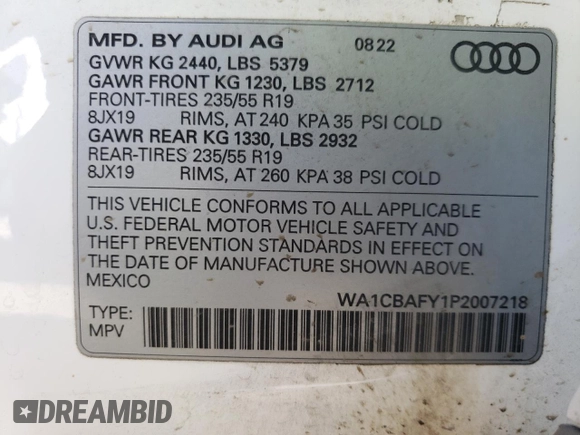 MFD. BY AUDI AG 0822
GVWR KG 2440, LBS 5379
GAWR FRONT KG 1230, LBS 2712
FRONT-TIRES 235/55 R19
8JX19 RIMS, AT 240 KPA 35 PSI COLD
GAWR REAR KG 1330, LBS 2932
REAR-TIRES 235/55 R19
8JX19 RIMS, AT 260 KPA 38 PSI COLD
THIS VEHICLE CONFORMS TO ALL APPLICABLE
U.S. FEDERAL MOTOR VEHICLE SAFETY AND
THEFT PREVENTION STANDARDS IN EFFECT ON
THE DATE OF MANUFACTURE SHOWN ABOVE.
MEXICO
WA1CBAFY1P2007218
TYPE:
MPV
DREAMBID